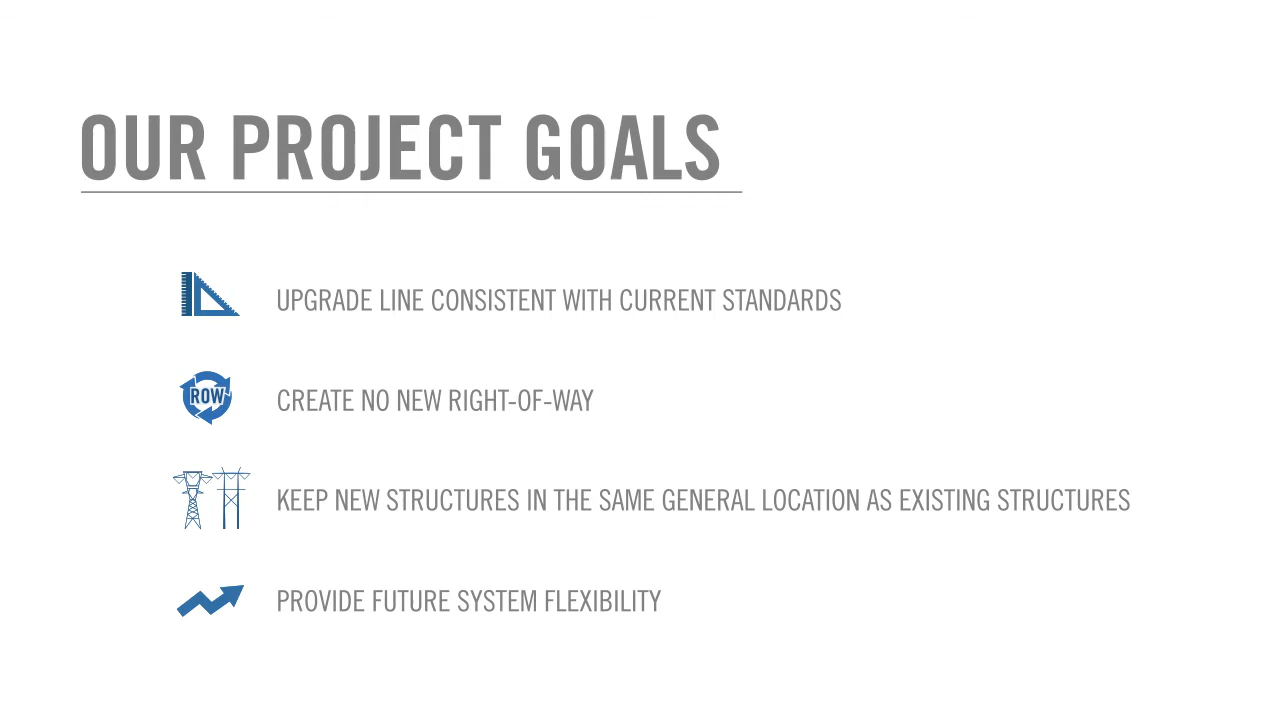 OUR PROJECT GOALS
UPGRADE LINE CONSISTENT WITH CURRENT STANDARDS
ROW
CREATE NO NEW RIGHT-OF-WAY
KEEP NEW STRUCTURES IN THE SAME GENERAL LOCATION AS EXISTING STRUCTURES
PROVIDE FUTURE SYSTEM FLEXIBILITY